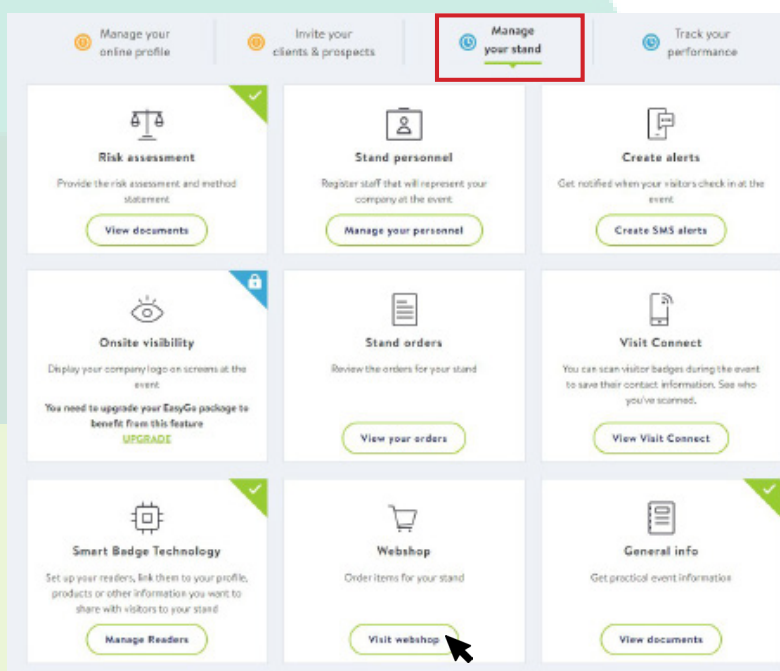 Manage your
online profile
Invite your
clients & prospects
Manage
your stand
Track your
performance
Risk assessment
Provide the risk assessment and method
statement
View documents
Stand personnel
Register staff that will represent your
company at the event
Manage your personnel
Create alerts
Get notified when your visitors check in at the
event
Create SMS alerts
Onsite visibility
Display your company logo on screens at the
event
You need to upgrade your EasyGo package to
benefit from this feature
UPGRADE
Stand orders
Review the orders for your stand
View your orders
Visit Connect
You can scan visitor badges during the event
to save their contact information. See who
you've scanned.
View Visit Connect
Smart Badge Technology
Set up your readers, link them to your profile,
products or other information you want to
share with visitors to your stand
Manage Readers
Webshop
Order items for your stand
Visit webshop
General info
Get practical event information
View documents